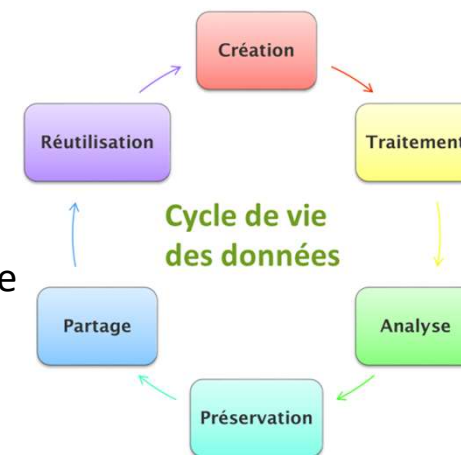 Création
Traitement
Analyse
Préservation
Partage
Réutilisation
Cycle de vie
des données
e